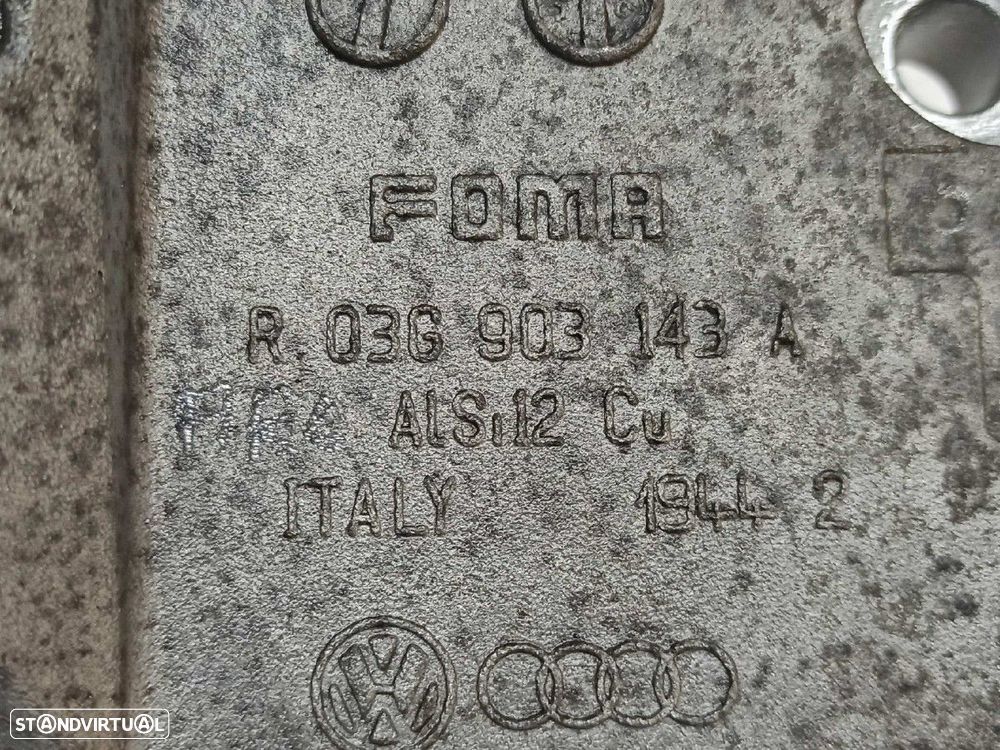 FOMA
R. 03G 903 143 A
AlSi12 Cu
ITALY 1944 2
STANDVIRTUAL